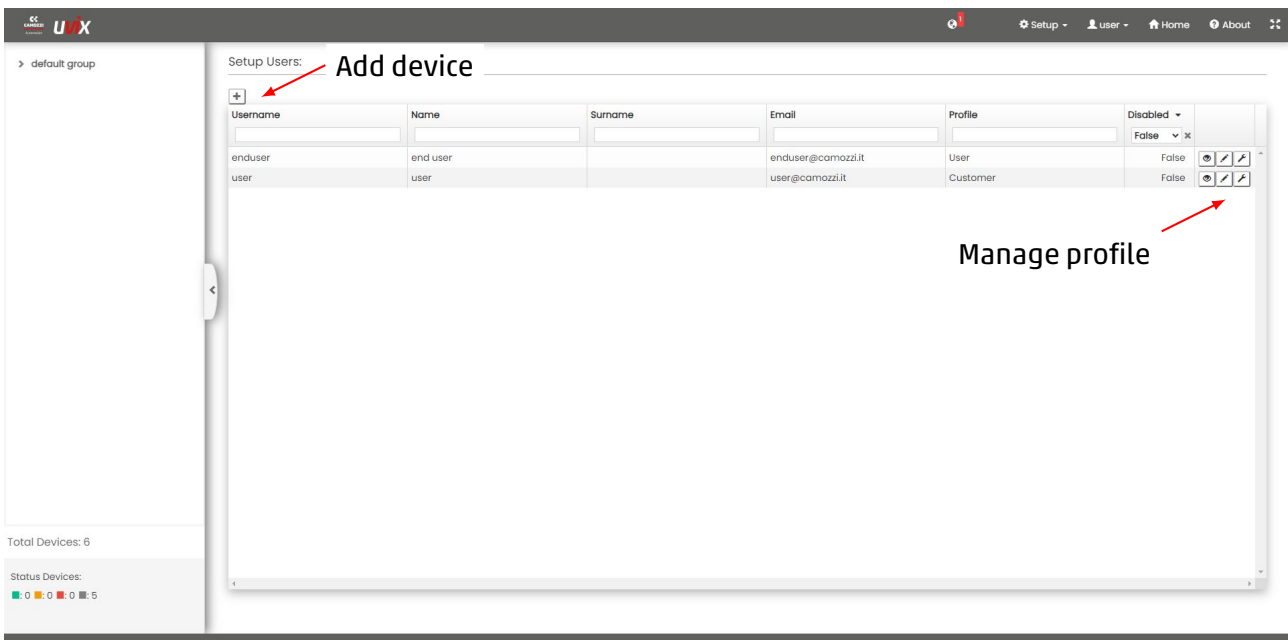 CAMOZZI UVIX 1 Setup user Home About
default group
Setup Users:
Add device
+
Username Name Surname Email Profile Disabled
False
enduser end user enduser@camozzi.it User False
user user user@camozzi.it Customer False
Manage profile
Total Devices: 6
Status Devices:
: 0 : 0 : 0 : 5